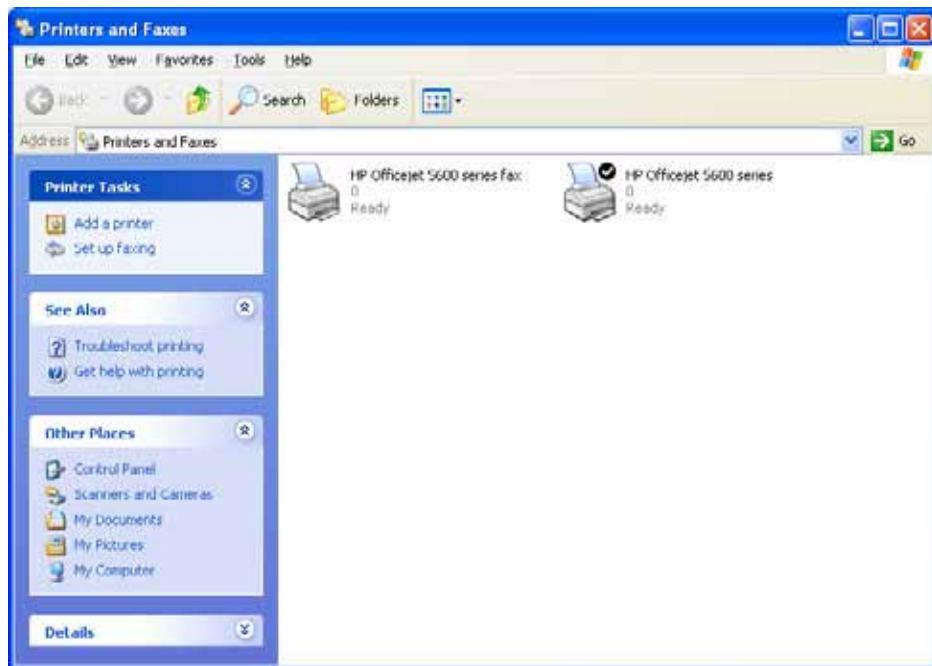 Printers and Faxes
File Edit View Favorites Tools Help
Back Search Folders
Address Printers and Faxes Go
Printer Tasks
Add a printer
Set up faxing
See Also
Troubleshoot printing
Get help with printing
Other Places
Control Panel
Scanners and Cameras
My Documents
My Pictures
My Computer
Details
HP Officejet 5600 series fax
0
Ready
HP Officejet 5600 series
0
Ready